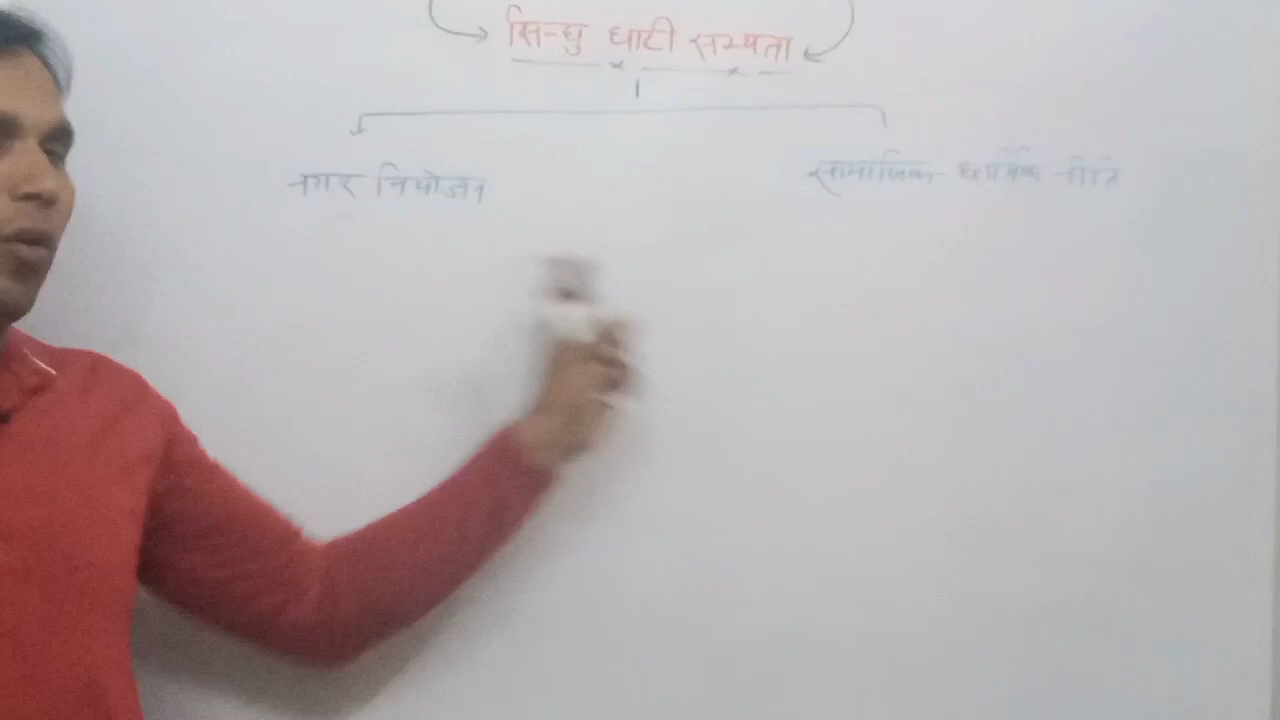 सिन्धु घाटी सभ्यता
नगर नियोजन
सामाजिक- धार्मिक नीति